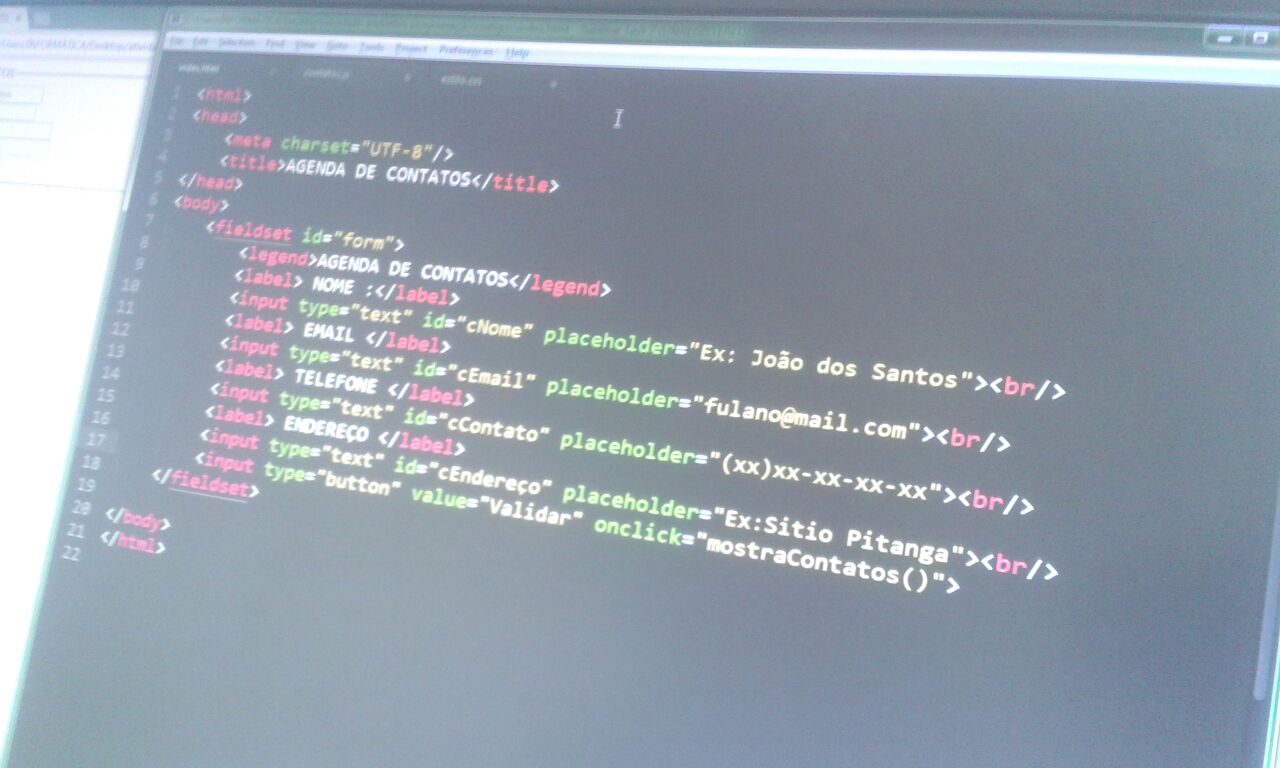 File Edit Selection Find View Goto Tools Project Preferences Help
index.html estilo.css
1 <html>
2 <head>
3 <meta charset="UTF-8"/>
4 <title>AGENDA DE CONTATOS</title>
5 </head>
6 <body>
7 <fieldset id="form">
8 <legend>AGENDA DE CONTATOS</legend>
9 <label> NOME :</label>
10 <input type="text" id="cNome" placeholder="Ex: João dos Santos"><br/>
11 <label> EMAIL </label>
12 <input type="text" id="cEmail" placeholder="fulano@mail.com"><br/>
13 <label> TELEFONE </label>
14 <input type="text" id="cContato" placeholder="(xx)xx-xx-xx-xx"><br/>
15 <label> ENDEREÇO </label>
16 <input type="text" id="cEndereço" placeholder="Ex:Sitio Pitanga"><br/>
17 <input type="button" value="Validar" onclick="mostraContatos()">
18 </fieldset>
19
20 </body>
21 </html>
22